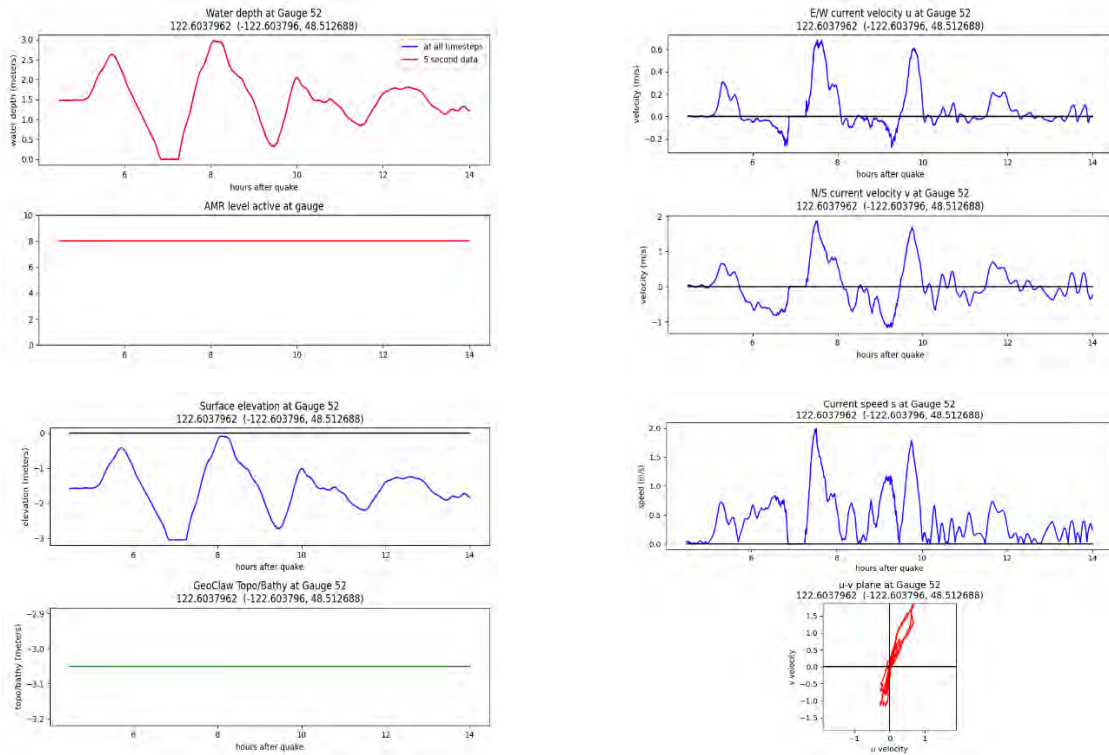 Water depth at Gauge 52
122.6037962 (-122.603796, 48.512688)
water depth (meters)
3.0
2.5
2.0
1.5
1.0
0.5
0.0
at all timesteps
5 second data
6 8 10 12 14
hours after quake
AMR level active at gauge
10
8
6
4
2
0
6 8 10 12 14
hours after quake
Surface elevation at Gauge 52
122.6037962 (-122.603796, 48.512688)
elevation (meters)
0
−1
−2
−3
6 8 10 12 14
hours after quake
GeoClaw Topo/Bathy at Gauge 52
122.6037962 (-122.603796, 48.512688)
topo/bathy (meters)
−2.9
−3.0
−3.1
−3.2
6 8 10 12 14
hours after quake
E/W current velocity u at Gauge 52
122.6037962 (-122.603796, 48.512688)
velocity (m/s)
0.6
0.4
0.2
0.0
−0.2
6 8 10 12 14
hours after quake
N/S current velocity v at Gauge 52
122.6037962 (-122.603796, 48.512688)
velocity (m/s)
2
1
0
−1
6 8 10 12 14
hours after quake
Current speed s at Gauge 52
122.6037962 (-122.603796, 48.512688)
speed (m/s)
2.0
1.5
1.0
0.5
0.0
6 8 10 12 14
hours after quake
u-v plane at Gauge 52
122.6037962 (-122.603796, 48.512688)
v velocity
1.5
1.0
0.5
0.0
−0.5
−1.0
−1.5
−1 0 1
u velocity